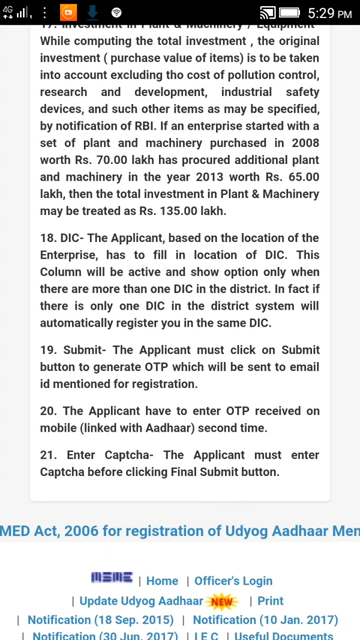 4G
5:29 PM
17. Investment in Plant & Machinery / Equipment
While computing the total investment , the original
investment ( purchase value of items) is to be taken
into account excluding tho cost of pollution control,
research and development, industrial safety
devices, and such other items as may be specified,
by notification of RBI. If an enterprise started with a
set of plant and machinery purchased in 2008
worth Rs. 70.00 lakh has procured additional plant
and machinery in the year 2013 worth Rs. 65.00
lakh, then the total investment in Plant & Machinery
may be treated as Rs. 135.00 lakh.
18. DIC- The Applicant, based on the location of the
Enterprise, has to fill in location of DIC. This
Column will be active and show option only when
there are more than one DIC in the district. In fact if
there is only one DIC in the district system will
automatically register you in the same DIC.
19. Submit- The Applicant must click on Submit
button to generate OTP which will be sent to email
id mentioned for registration.
20. The Applicant have to enter OTP received on
mobile (linked with Aadhaar) second time.
21. Enter Captcha- The Applicant must enter
Captcha before clicking Final Submit button.
MED Act, 2006 for registration of Udyog Aadhaar Mem
MSME | Home | Officer's Login
| Update Udyog Aadhaar NEW | Print
| Notification (18 Sep. 2015) | Notification (10 Jan. 2017)
| Notification (30 Jun. 2017) | I E C | Useful Documents